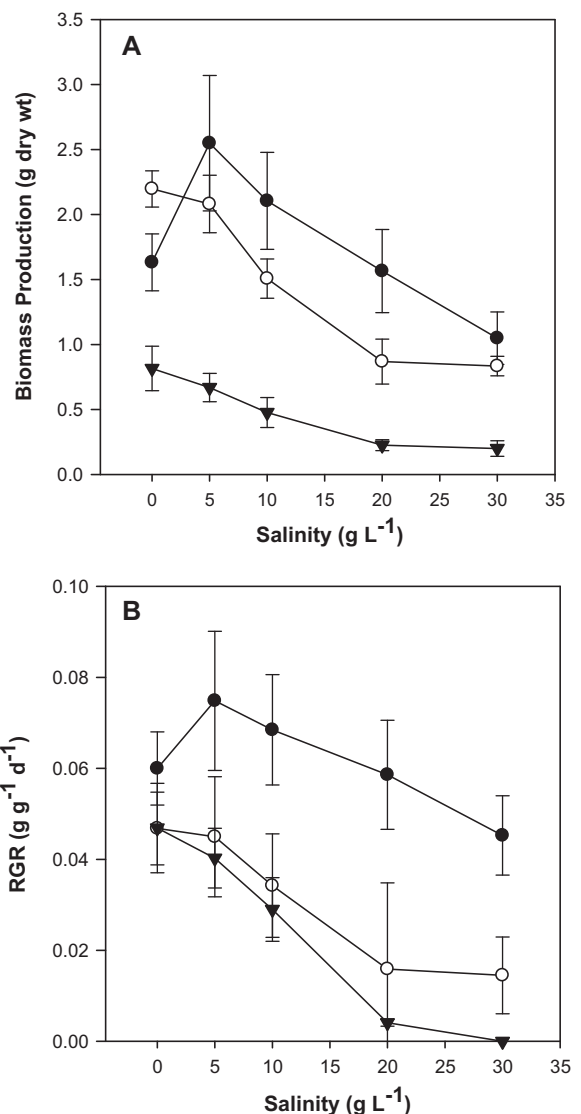 A
3.5
3.0
2.5
2.0
1.5
1.0
0.5
0.0
Biomass Production (g dry wt)
0 5 10 15 20 25 30 35
Salinity (g L-1)
B
0.10
0.08
0.06
0.04
0.02
0.00
RGR (g g-1 d-1)
0 5 10 15 20 25 30 35
Salinity (g L-1)